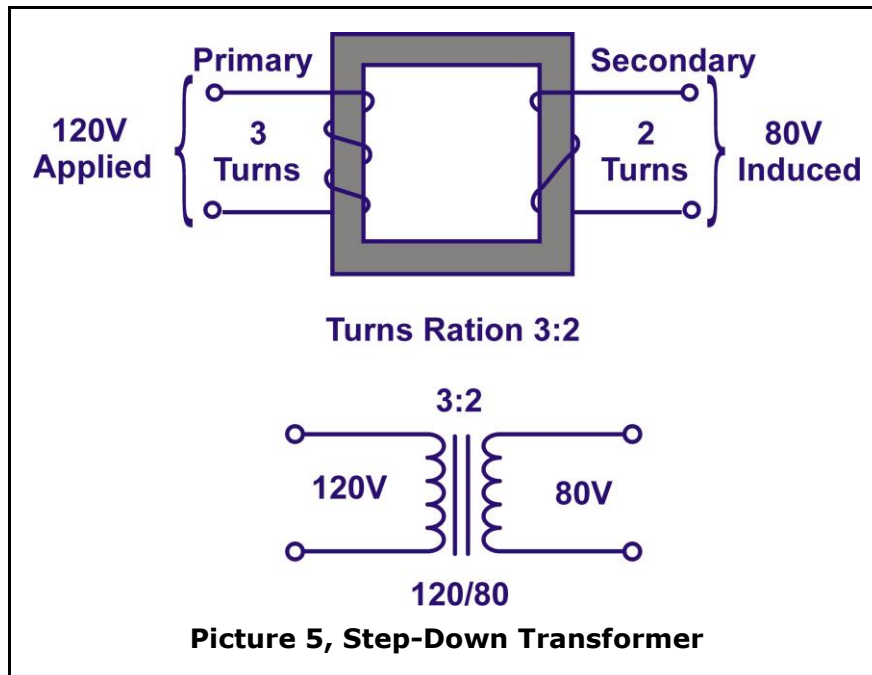 Primary
Secondary
120V
Applied
3
Turns
2
Turns
80V
Induced
Turns Ration 3:2
3:2
120V
80V
120/80
Picture 5, Step-Down Transformer